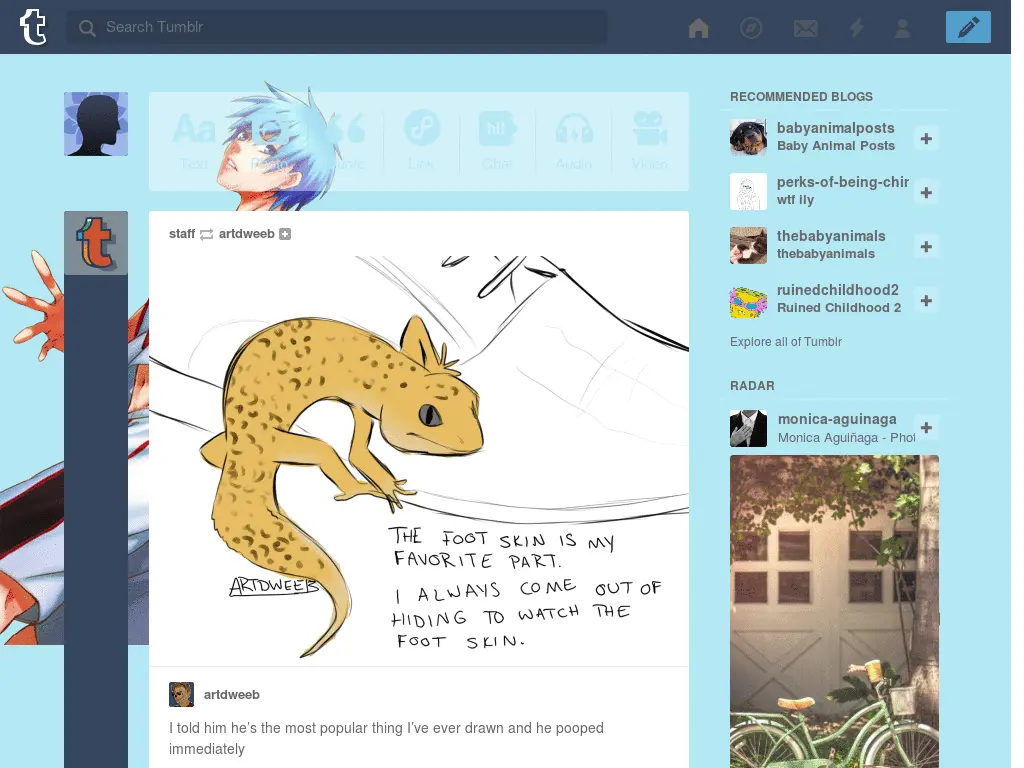 Search Tumblr
Aa
Text
Photo
Link
hi!
Chat
Audio
Video
staff artdweeb
THE FOOT SKIN IS MY
FAVORITE PART.
I ALWAYS COME OUT OF
HIDING TO WATCH THE
FOOT SKIN.
ARTDWEEB
artdweeb
I told him he’s the most popular thing I’ve ever drawn and he pooped
immediately
RECOMMENDED BLOGS
babyanimalposts
Baby Animal Posts
perks-of-being-chin
wtf lly
thebabyanimals
thebabyanimals
ruinedchildhood2
Ruined Childhood 2
Explore all of Tumblr
RADAR
monica-aguinaga
Monica Aguiñaga - Phot